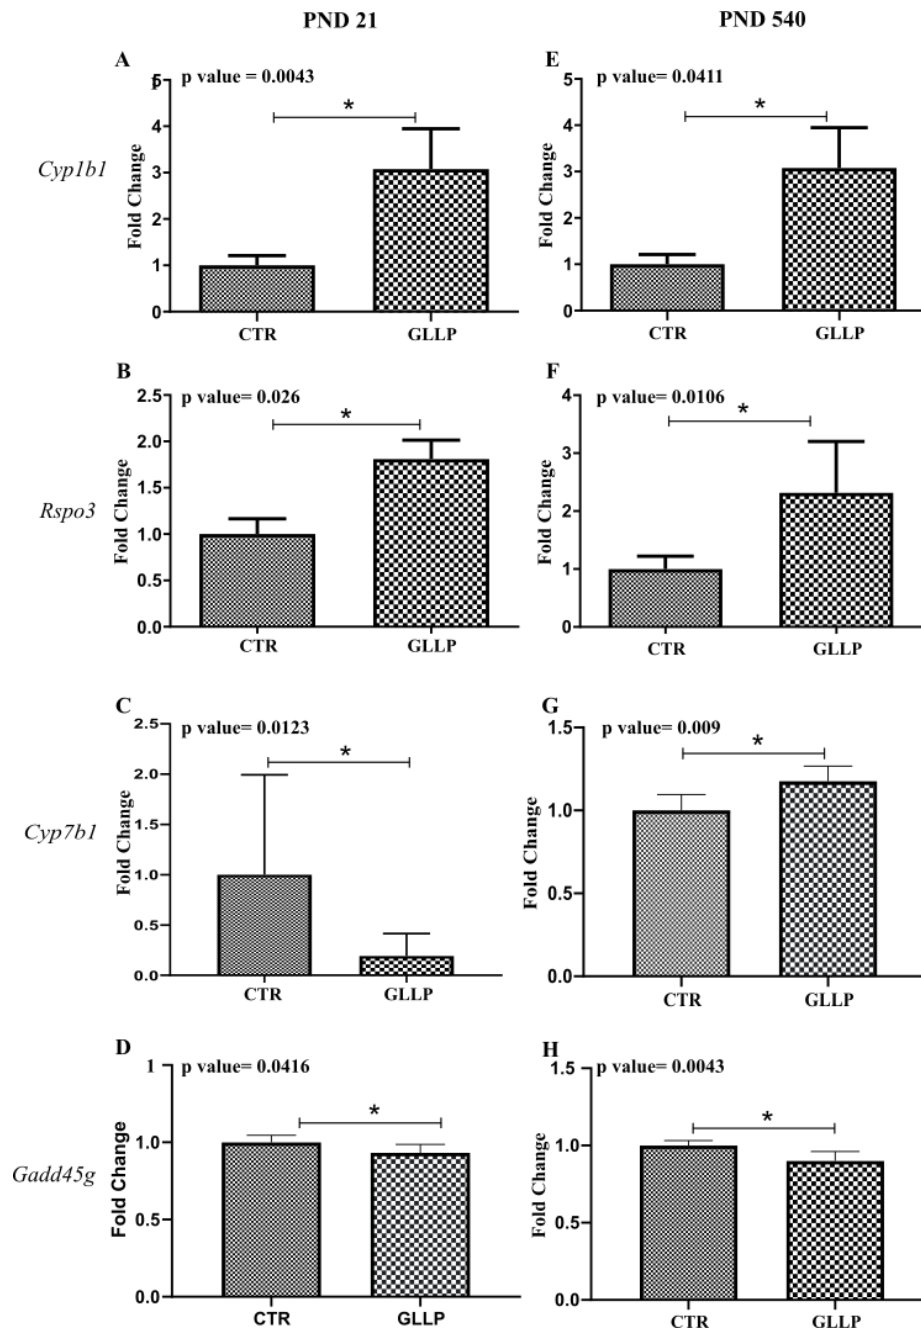 PND 21
PND 540
A
p value = 0.0043
5
4
3
2
1
0
Fold Change
*
CTR
GLLP
Cyp1b1
E
p value= 0.0411
5
4
3
2
1
0
Fold Change
*
CTR
GLLP
B
p value= 0.026
2.5
2.0
1.5
1.0
0.5
0.0
Fold Change
*
CTR
GLLP
Rspo3
F
p value= 0.0106
4
3
2
1
0
Fold Change
*
CTR
GLLP
C
p value= 0.0123
2.5
2.0
1.5
1.0
0.5
0.0
Fold Change
*
CTR
GLLP
Cyp7b1
G
p value= 0.009
1.5
1.0
0.5
0.0
Fold Change
*
CTR
GLLP
D
p value= 0.0416
1
1.0
0.5
0.0
Fold Change
*
CTR
GLLP
Gadd45g
H
p value= 0.0043
1.5
1.0
0.5
0.0
Fold Change
*
CTR
GLLP